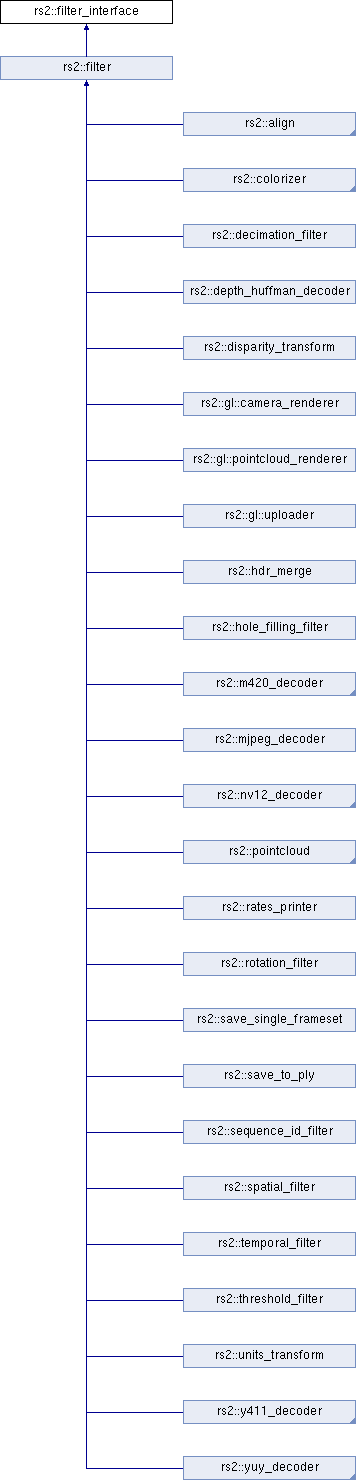 rs2::filter_interface
rs2::filter
rs2::align
rs2::colorizer
rs2::decimation_filter
rs2::depth_huffman_decoder
rs2::disparity_transform
rs2::gl::camera_renderer
rs2::gl::pointcloud_renderer
rs2::gl::uploader
rs2::hdr_merge
rs2::hole_filling_filter
rs2::m420_decoder
rs2::mjpeg_decoder
rs2::nv12_decoder
rs2::pointcloud
rs2::rates_printer
rs2::rotation_filter
rs2::save_single_frameset
rs2::save_to_ply
rs2::sequence_id_filter
rs2::spatial_filter
rs2::temporal_filter
rs2::threshold_filter
rs2::units_transform
rs2::y411_decoder
rs2::yuy_decoder